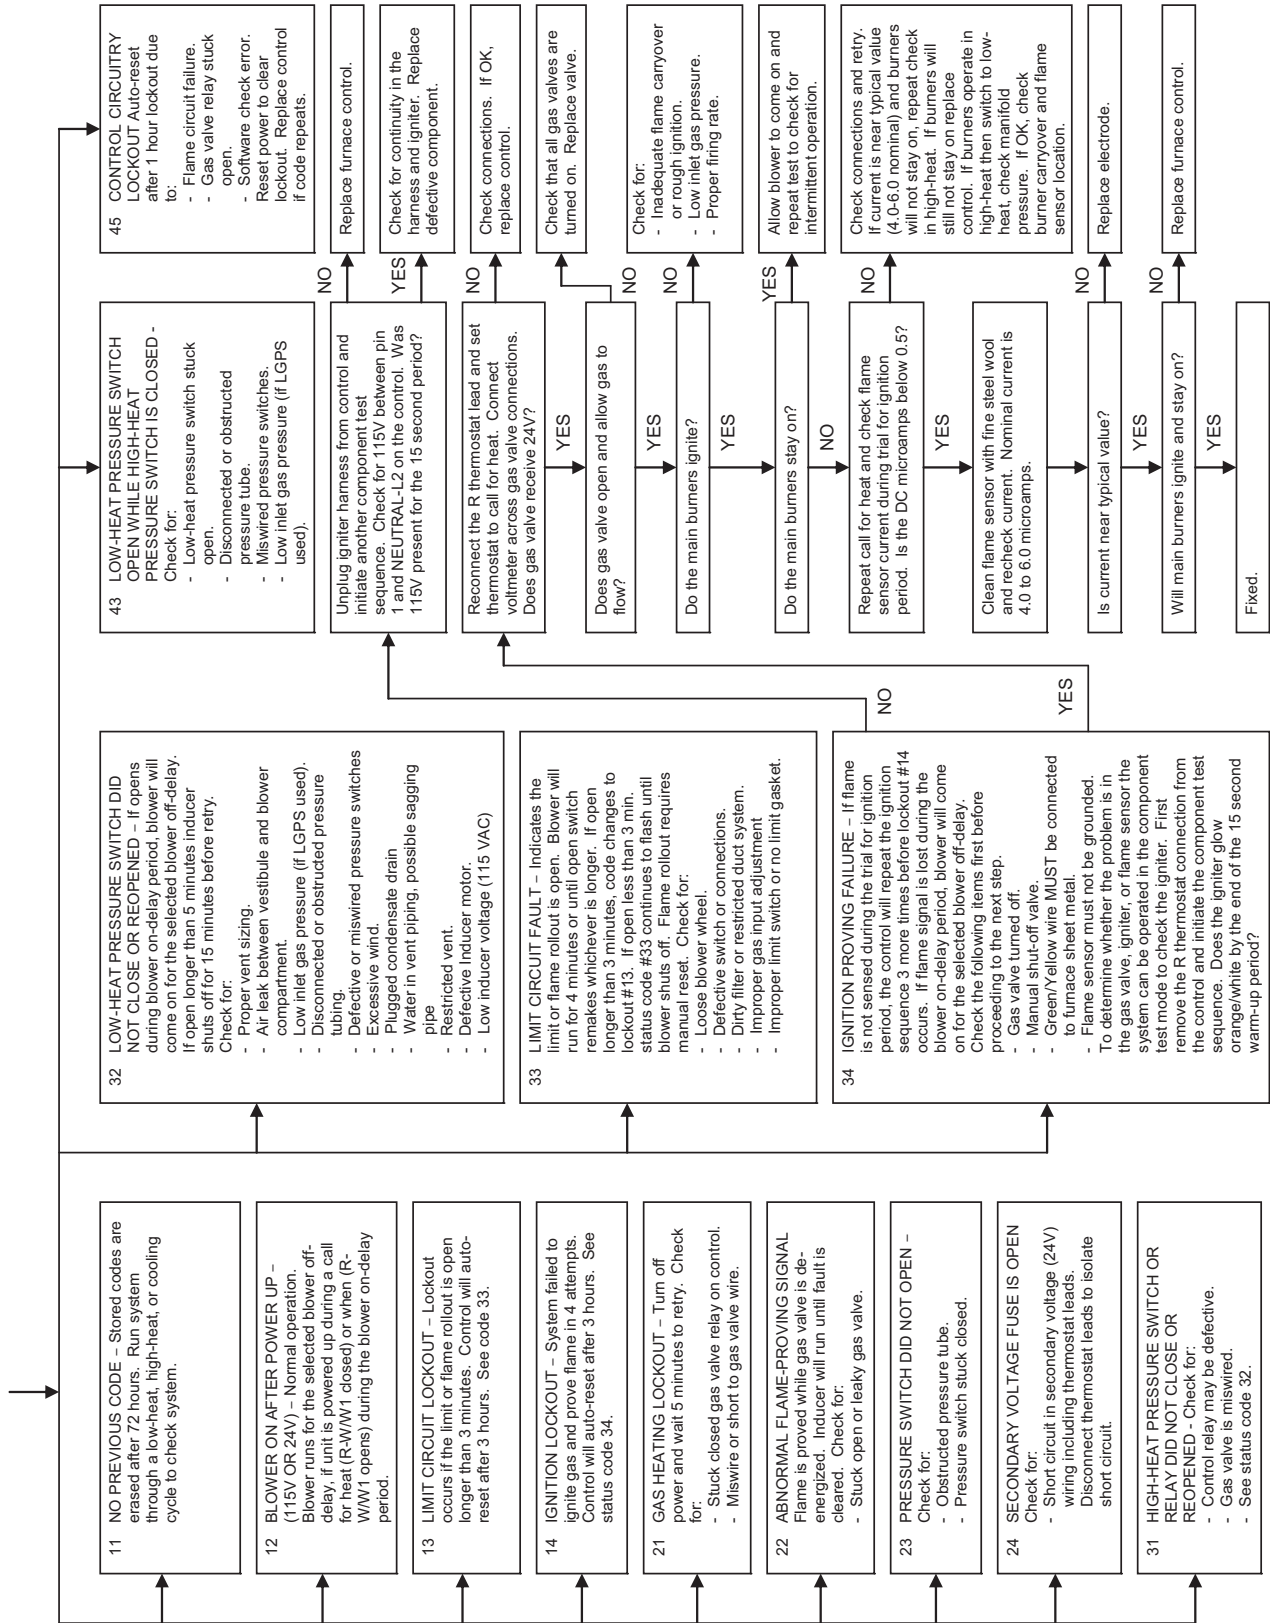 11 NO PREVIOUS CODE – Stored codes are
erased after 72 hours. Run system
through a low-heat, high-heat, or cooling
cycle to check system.
12 BLOWER ON AFTER POWER UP –
(115V OR 24V) – Normal operation.
Blower runs for the selected blower off-
delay, if unit is powered up during a call
for heat (R-W/W1 closed) or when (R-
W/W1 opens) during the blower on-delay
period.
13 LIMIT CIRCUIT LOCKOUT – Lockout
occurs if the limit or flame rollout is open
longer than 3 minutes. Control will auto-
reset after 3 hours. See code 33.
14 IGNITION LOCKOUT – System failed to
ignite gas and prove flame in 4 attempts.
Control will auto-reset after 3 hours. See
status code 34.
21 GAS HEATING LOCKOUT – Turn off
power and wait 5 minutes to retry. Check
for:
- Stuck closed gas valve relay on control.
- Miswire or short to gas valve wire.
22 ABNORMAL FLAME-PROVING SIGNAL
Flame is proved while gas valve is de-
energized. Inducer will run until fault is
cleared. Check for:
- Stuck open or leaky gas valve.
23 PRESSURE SWITCH DID NOT OPEN –
Check for:
- Obstructed pressure tube.
- Pressure switch stuck closed.
24 SECONDARY VOLTAGE FUSE IS OPEN
Check for:
- Short circuit in secondary voltage (24V)
wiring including thermostat leads.
Disconnect thermostat leads to isolate
short circuit.
31 HIGH-HEAT PRESSURE SWITCH OR
RELAY DID NOT CLOSE OR
REOPENED - Check for:
- Control relay may be defective.
- Gas valve is miswired.
- See status code 32.
32 LOW-HEAT PRESSURE SWITCH DID
NOT CLOSE OR REOPENED – If opens
during blower on-delay period, blower will
come on for the selected blower off-delay.
If open longer than 5 minutes inducer
shuts off for 15 minutes before retry.
Check for:
- Proper vent sizing.
- Air leak between vestibule and blower
compartment.
- Low inlet gas pressure (if LGPS used).
- Disconnected or obstructed pressure
tubing.
- Defective or miswired pressure switches
- Excessive wind.
- Plugged condensate drain
- Water in vent piping, possible sagging
pipe
- Restricted vent.
- Defective Inducer motor.
- Low inducer voltage (115 VAC)
33 LIMIT CIRCUIT FAULT – Indicates the
limit or flame rollout is open. Blower will
run for 4 minutes or until open switch
remakes whichever is longer. If open
longer than 3 minutes, code changes to
lockout #13. If open less than 3 min.
status code #33 continues to flash until
blower shuts off. Flame rollout requires
manual reset. Check for:
- Loose blower wheel.
- Defective switch or connections.
- Dirty filter or restricted duct system.
- Improper gas input adjustment
- Improper limit switch or no limit gasket.
34 IGNITION PROVING FAILURE – If flame
is not sensed during the trial for ignition
period, the control will repeat the ignition
sequence 3 more times before lockout #14
occurs. If flame signal is lost during the
blower on-delay period, blower will come
on for the selected blower off-delay.
Check the following items first before
proceeding to the next step.
- Gas valve turned off.
- Manual shut-off valve.
- Green/Yellow wire MUST be connected
to furnace sheet metal.
- Flame sensor must not be grounded.
To determine whether the problem is in
the gas valve, igniter, or flame sensor the
system can be operated in the component
test mode to check the igniter. First
remove the R thermostat connection from
the control and initiate the component test
sequence. Does the igniter glow
orange/white by the end of the 15 second
warm-up period?
NO
YES
43 LOW-HEAT PRESSURE SWITCH
OPEN WHILE HIGH-HEAT
PRESSURE SWITCH IS CLOSED -
Check for:
- Low-heat pressure switch stuck
open.
- Disconnected or obstructed
pressure tube.
- Miswired pressure switches.
- Low inlet gas pressure (if LGPS
used).
45 CONTROL CIRCUITRY
LOCKOUT Auto-reset
after 1 hour lockout due
to:
- Flame circuit failure.
- Gas valve relay stuck
open.
- Software check error.
Reset power to clear
lockout. Replace control
if code repeats.
Unplug igniter harness from control and
initiate another component test
sequence. Check for 115V between pin
1 and NEUTRAL-L2 on the control. Was
115V present for the 15 second period?
NO
Replace furnace control.
YES
Check for continuity in the
harness and igniter. Replace
defective component.
Reconnect the R thermostat lead and set
thermostat to call for heat. Connect
voltmeter across gas valve connections.
Does gas valve receive 24V?
NO
Check connections. If OK,
replace control.
YES
Does gas valve open and allow gas to
flow?
NO
Check that all gas valves are
turned on. Replace valve.
YES
Do the main burners ignite?
NO
Check for:
- Inadequate flame carryover
or rough ignition.
- Low inlet gas pressure.
- Proper firing rate.
YES
Do the main burners stay on?
YES
Allow blower to come on and
repeat test to check for
intermittent operation.
NO
Repeat call for heat and check flame
sensor current during trial for ignition
period. Is the DC microamps below 0.5?
NO
Check connections and retry.
If current is near typical value
(4.0-6.0 nominal) and burners
will not stay on, repeat check
in high-heat. If burners will
still not stay on replace
control. If burners operate in
high-heat then switch to low-
heat, check manifold
pressure. If OK, check
burner carryover and flame
sensor location.
YES
Clean flame sensor with fine steel wool
and recheck current. Nominal current is
4.0 to 6.0 microamps.
Is current near typical value?
NO
Replace electrode.
YES
Will main burners ignite and stay on?
NO
Replace furnace control.
YES
Fixed.